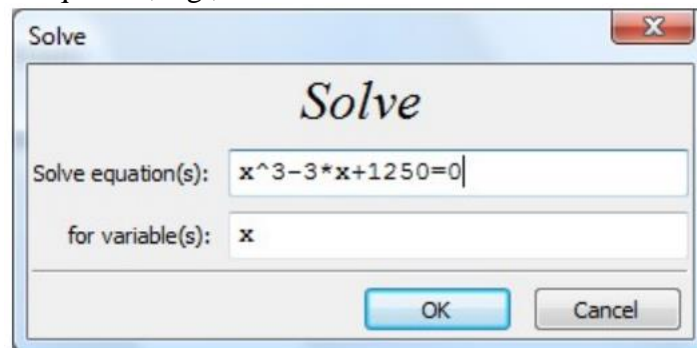 Solve
Solve
Solve equation(s): x^3-3*x+1250=0
for variable(s): x
OK Cancel